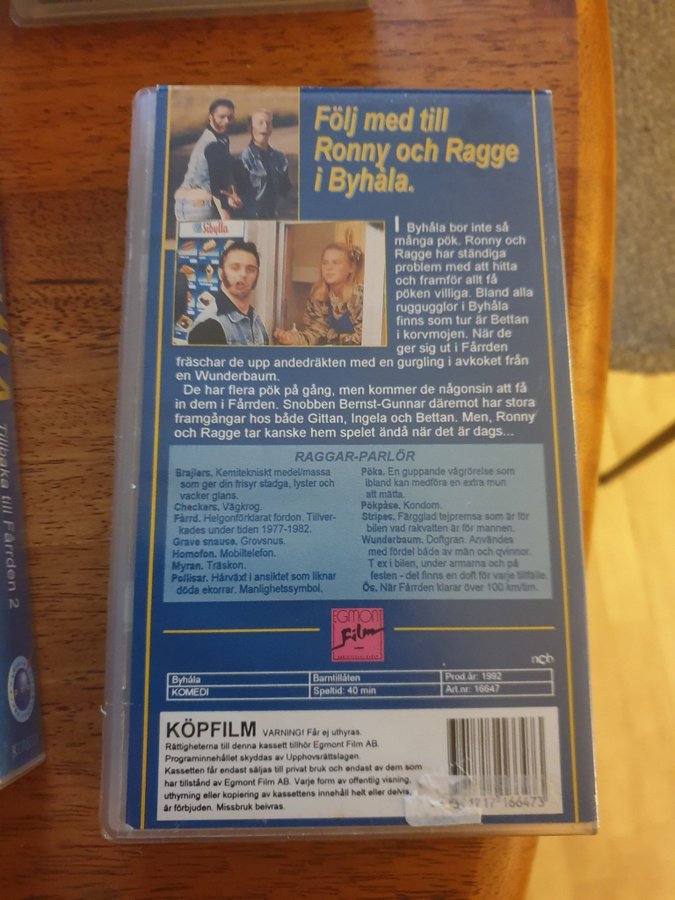 Följ med till
Ronny och Ragge
i Byhåla.
Sibylla
I Byhåla bor inte så
många pök. Ronny och
Ragge har ständiga
problem med att hitta
och framför allt få
pöken villiga. Bland alla
ruggugglor i Byhåla
finns som tur är Bettan
i korvmojen. När de
ger sig ut i Fårrden
fräschar de upp andedräkten med en gurgling i avkoket från
en Wunderbaum.
De har flera pök på gång, men kommer de någonsin att få
in dem i Fårrden. Snobben Bernst-Gunnar däremot har stora
framgångar hos både Gittan, Ingela och Bettan. Men, Ronny
och Ragge tar kanske hem spelet ändå när det är dags...
RAGGAR-PARLÖR
Brajlers. Kemitekniskt medel/massa
som ger din frisyr stadga, lyster och
vacker glans.
Checkers. Vägkrog.
Fårrd. Helgonförklarat fordon. Tillver-
kades under tiden 1977-1982.
Grave snause. Grovsnus.
Homofon. Mobiltelefon.
Myran. Träskon.
Pollisar. Hårväxt i ansiktet som liknar
döda ekorrar. Manlighetssymbol.
Pöka. En guppande vågrörelse som
ibland kan medföra en extra mun
att mätta.
Pökpåse. Kondom.
Stripes. Färgglad tejpremsa som är för
bilen vad rakvatten är för mannen.
Wunderbaum. Doftgran. Användes
med fördel både av män och qvinnor.
T ex i bilen, under armarna och på
festen - det finns en doft för varje tillfälle.
Ös. När Fårrden klarar över 100 km/tim.
EGMONT
Film
ncb
Byhåla Barntillåten Prod.år: 1992
KOMEDI Speltid: 40 min Art.nr: 16647
KÖPFILM VARNING! Får ej uthyras.
Rättigheterna till denna kassett tillhör Egmont Film AB.
Programinnehållet skyddas av Upphovsrättslagen.
Kassetten får endast säljas till privat bruk och endast av dem som
har tillstånd av Egmont Film AB. Varje form av offentlig visning,
uthyrning eller kopiering av kassettens innehåll helt eller delvis,
är förbjuden. Missbruk beivras.
166473
Tillbaka till Fårrden 2